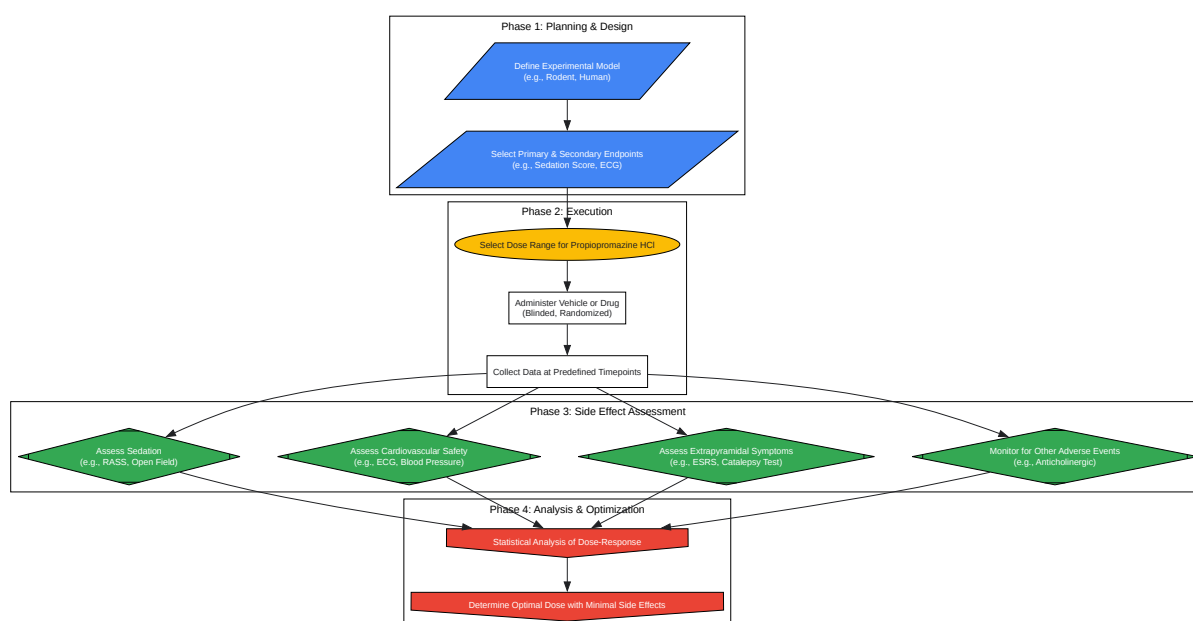 Phase 1: Planning & Design
Define Experimental Model
(e.g., Rodent, Human)
Select Primary & Secondary Endpoints
(e.g., Sedation Score, ECG)
Phase 2: Execution
Select Dose Range for Propiopromazine HCl
Administer Vehicle or Drug
(Blinded, Randomized)
Collect Data at Predefined Timepoints
Phase 3: Side Effect Assessment
Assess Sedation
(e.g., RASS, Open Field)
Assess Cardiovascular Safety
(e.g., ECG, Blood Pressure)
Assess Extrapyramidal Symptoms
(e.g., ESRS, Catalepsy Test)
Monitor for Other Adverse Events
(e.g., Anticholinergic)
Phase 4: Analysis & Optimization
Statistical Analysis of Dose-Response
Determine Optimal Dose with Minimal Side Effects